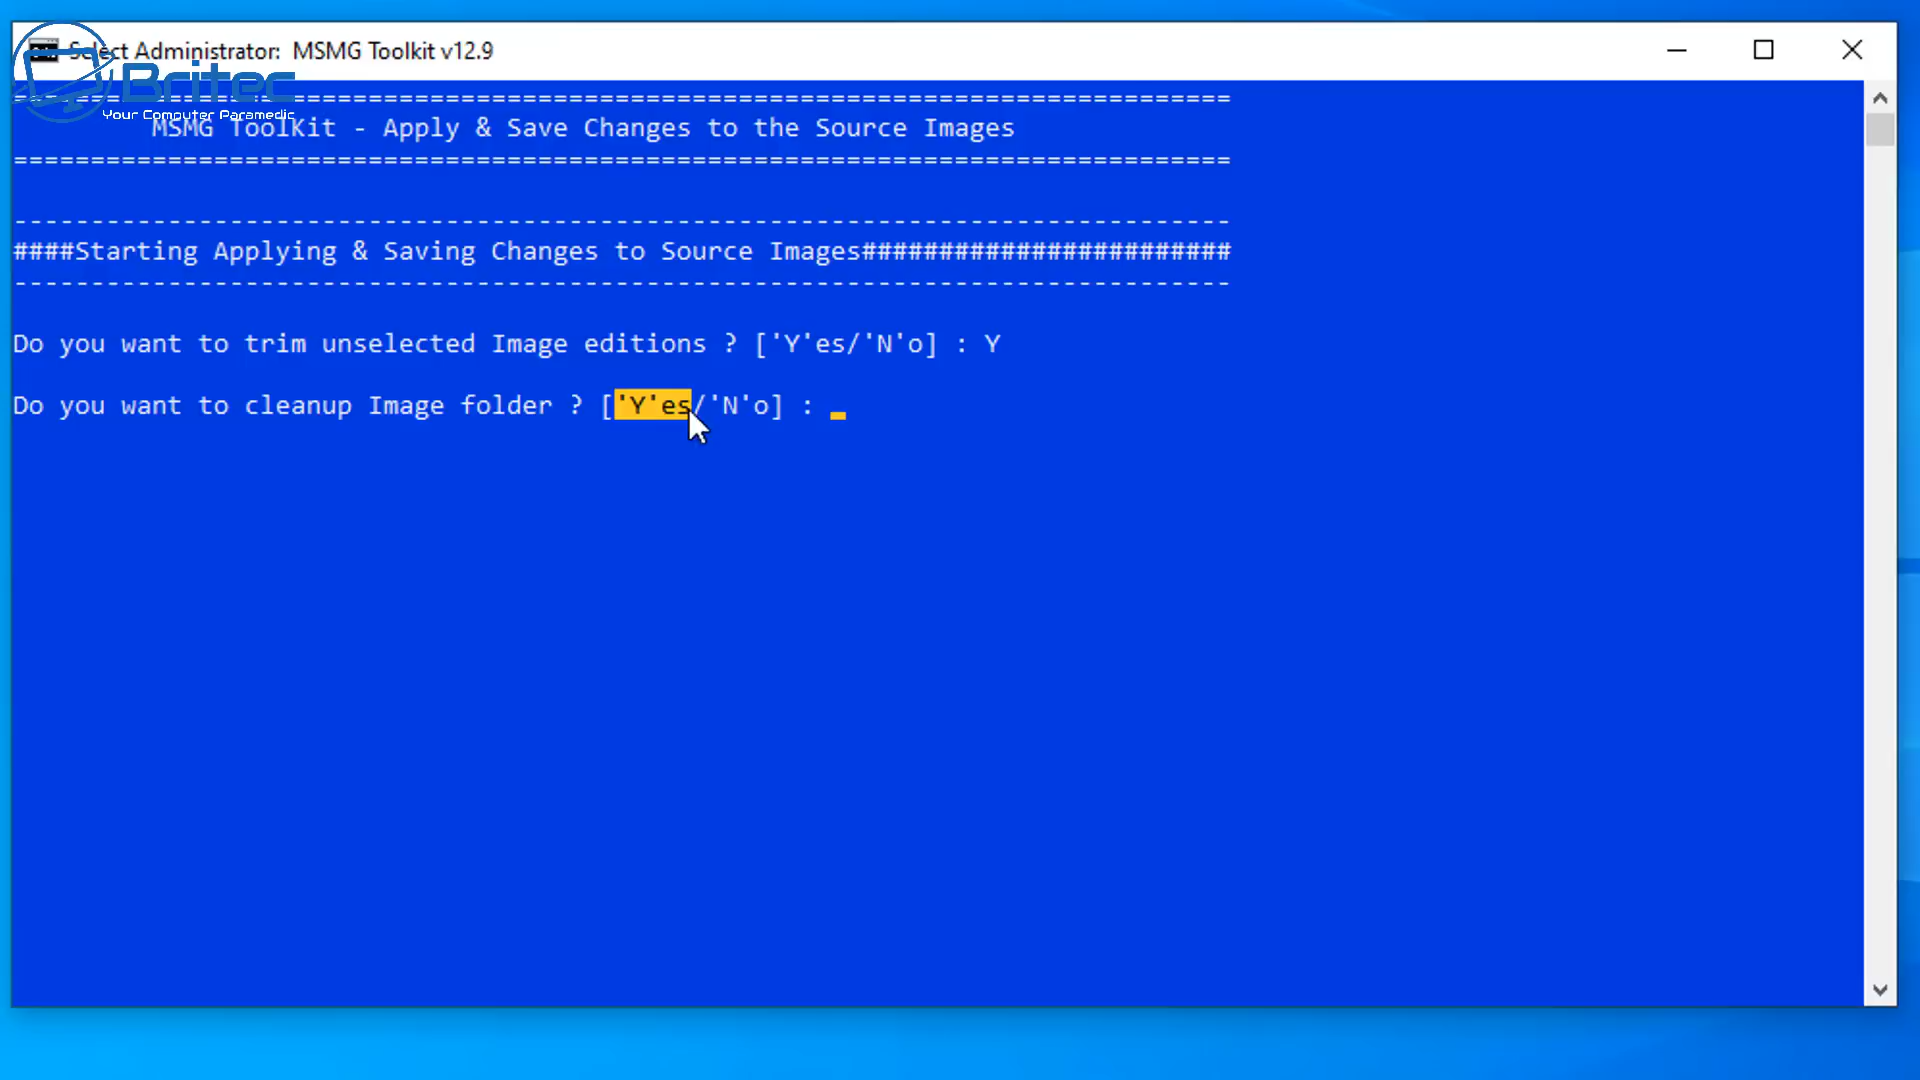 Select Administrator:  MSMG Toolkit v12.9
Britec
Your Computer Paramedic
===============================================================================
MSMG ToolKit - Apply & Save Changes to the Source Images
===============================================================================
-------------------------------------------------------------------------------
####Starting Applying & Saving Changes to Source Images########################
-------------------------------------------------------------------------------
Do you want to trim unselected Image editions ? ['Y'es/'N'o] : Y
Do you want to cleanup Image folder ? ['Y'es/'N'o] : _